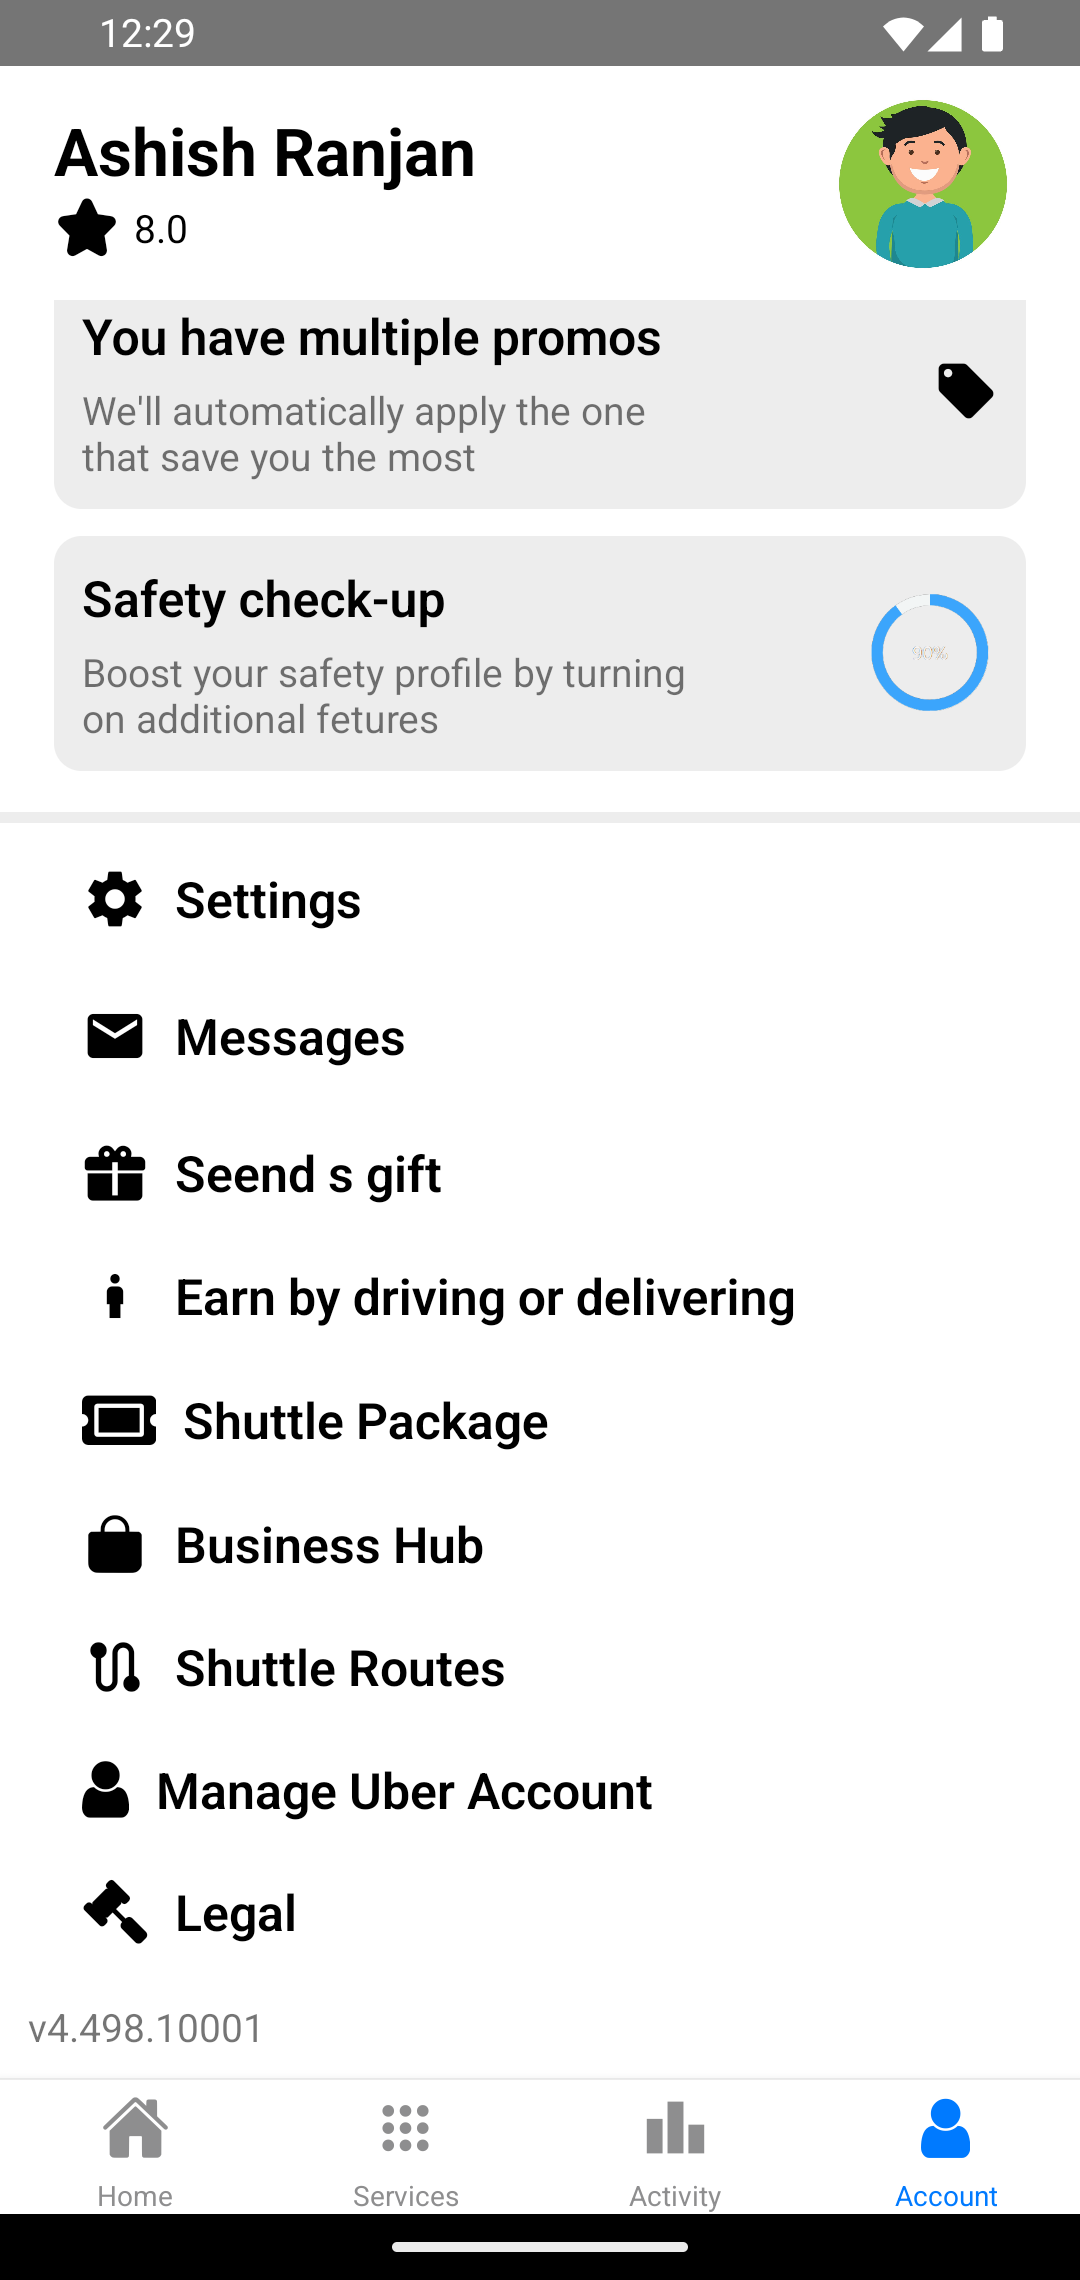 12:29
Ashish Ranjan
8.0
You have multiple promos
We'll automatically apply the one
that save you the most
Safety check-up
Boost your safety profile by turning
on additional fetures
90%
Settings
Messages
Seend s gift
Earn by driving or delivering
Shuttle Package
Business Hub
Shuttle Routes
Manage Uber Account
Legal
v4.498.10001
Home
Services
Activity
Account